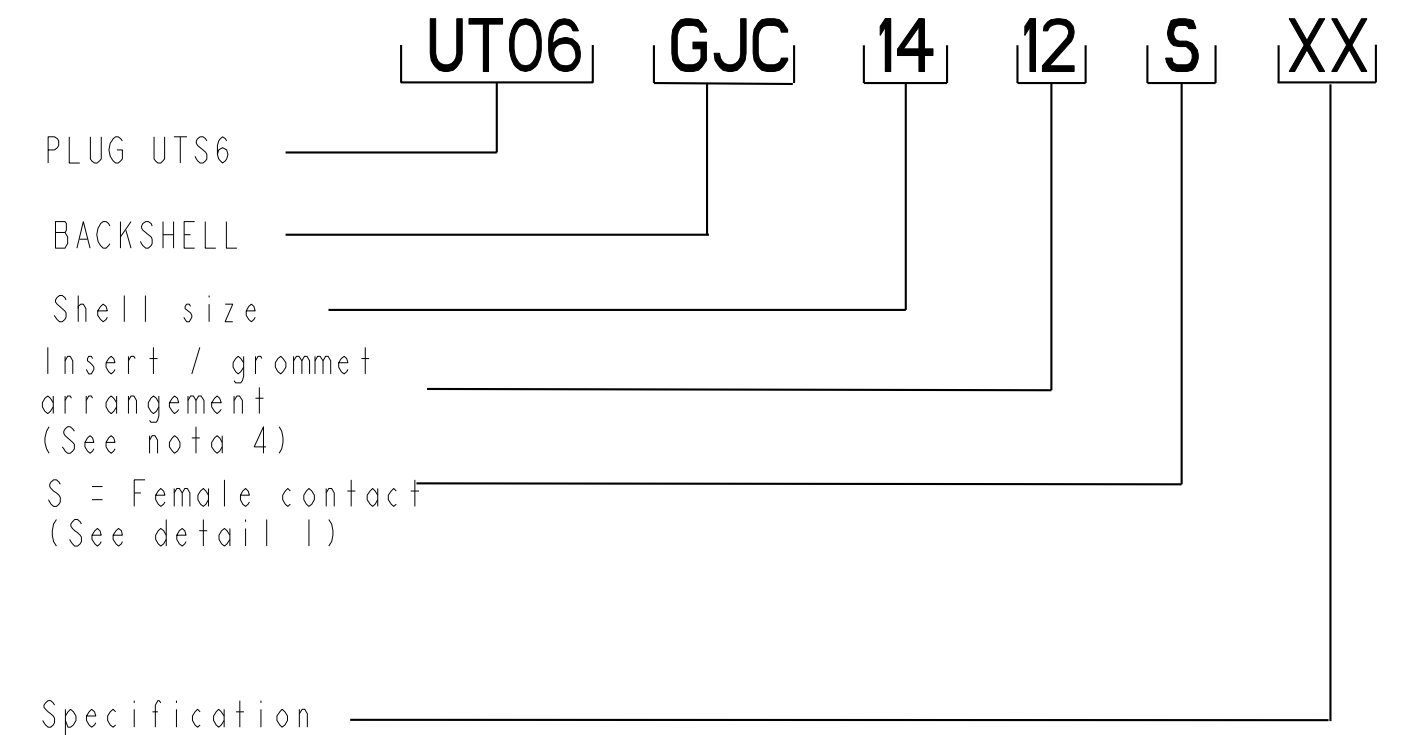 UT06 GJC 14 12 S XX
PLUG UTS6
BACKSHELL
Shell size
Insert / grommet
arrangement
(See nota 4)
S = Female contact
(See detail 1)
Specification